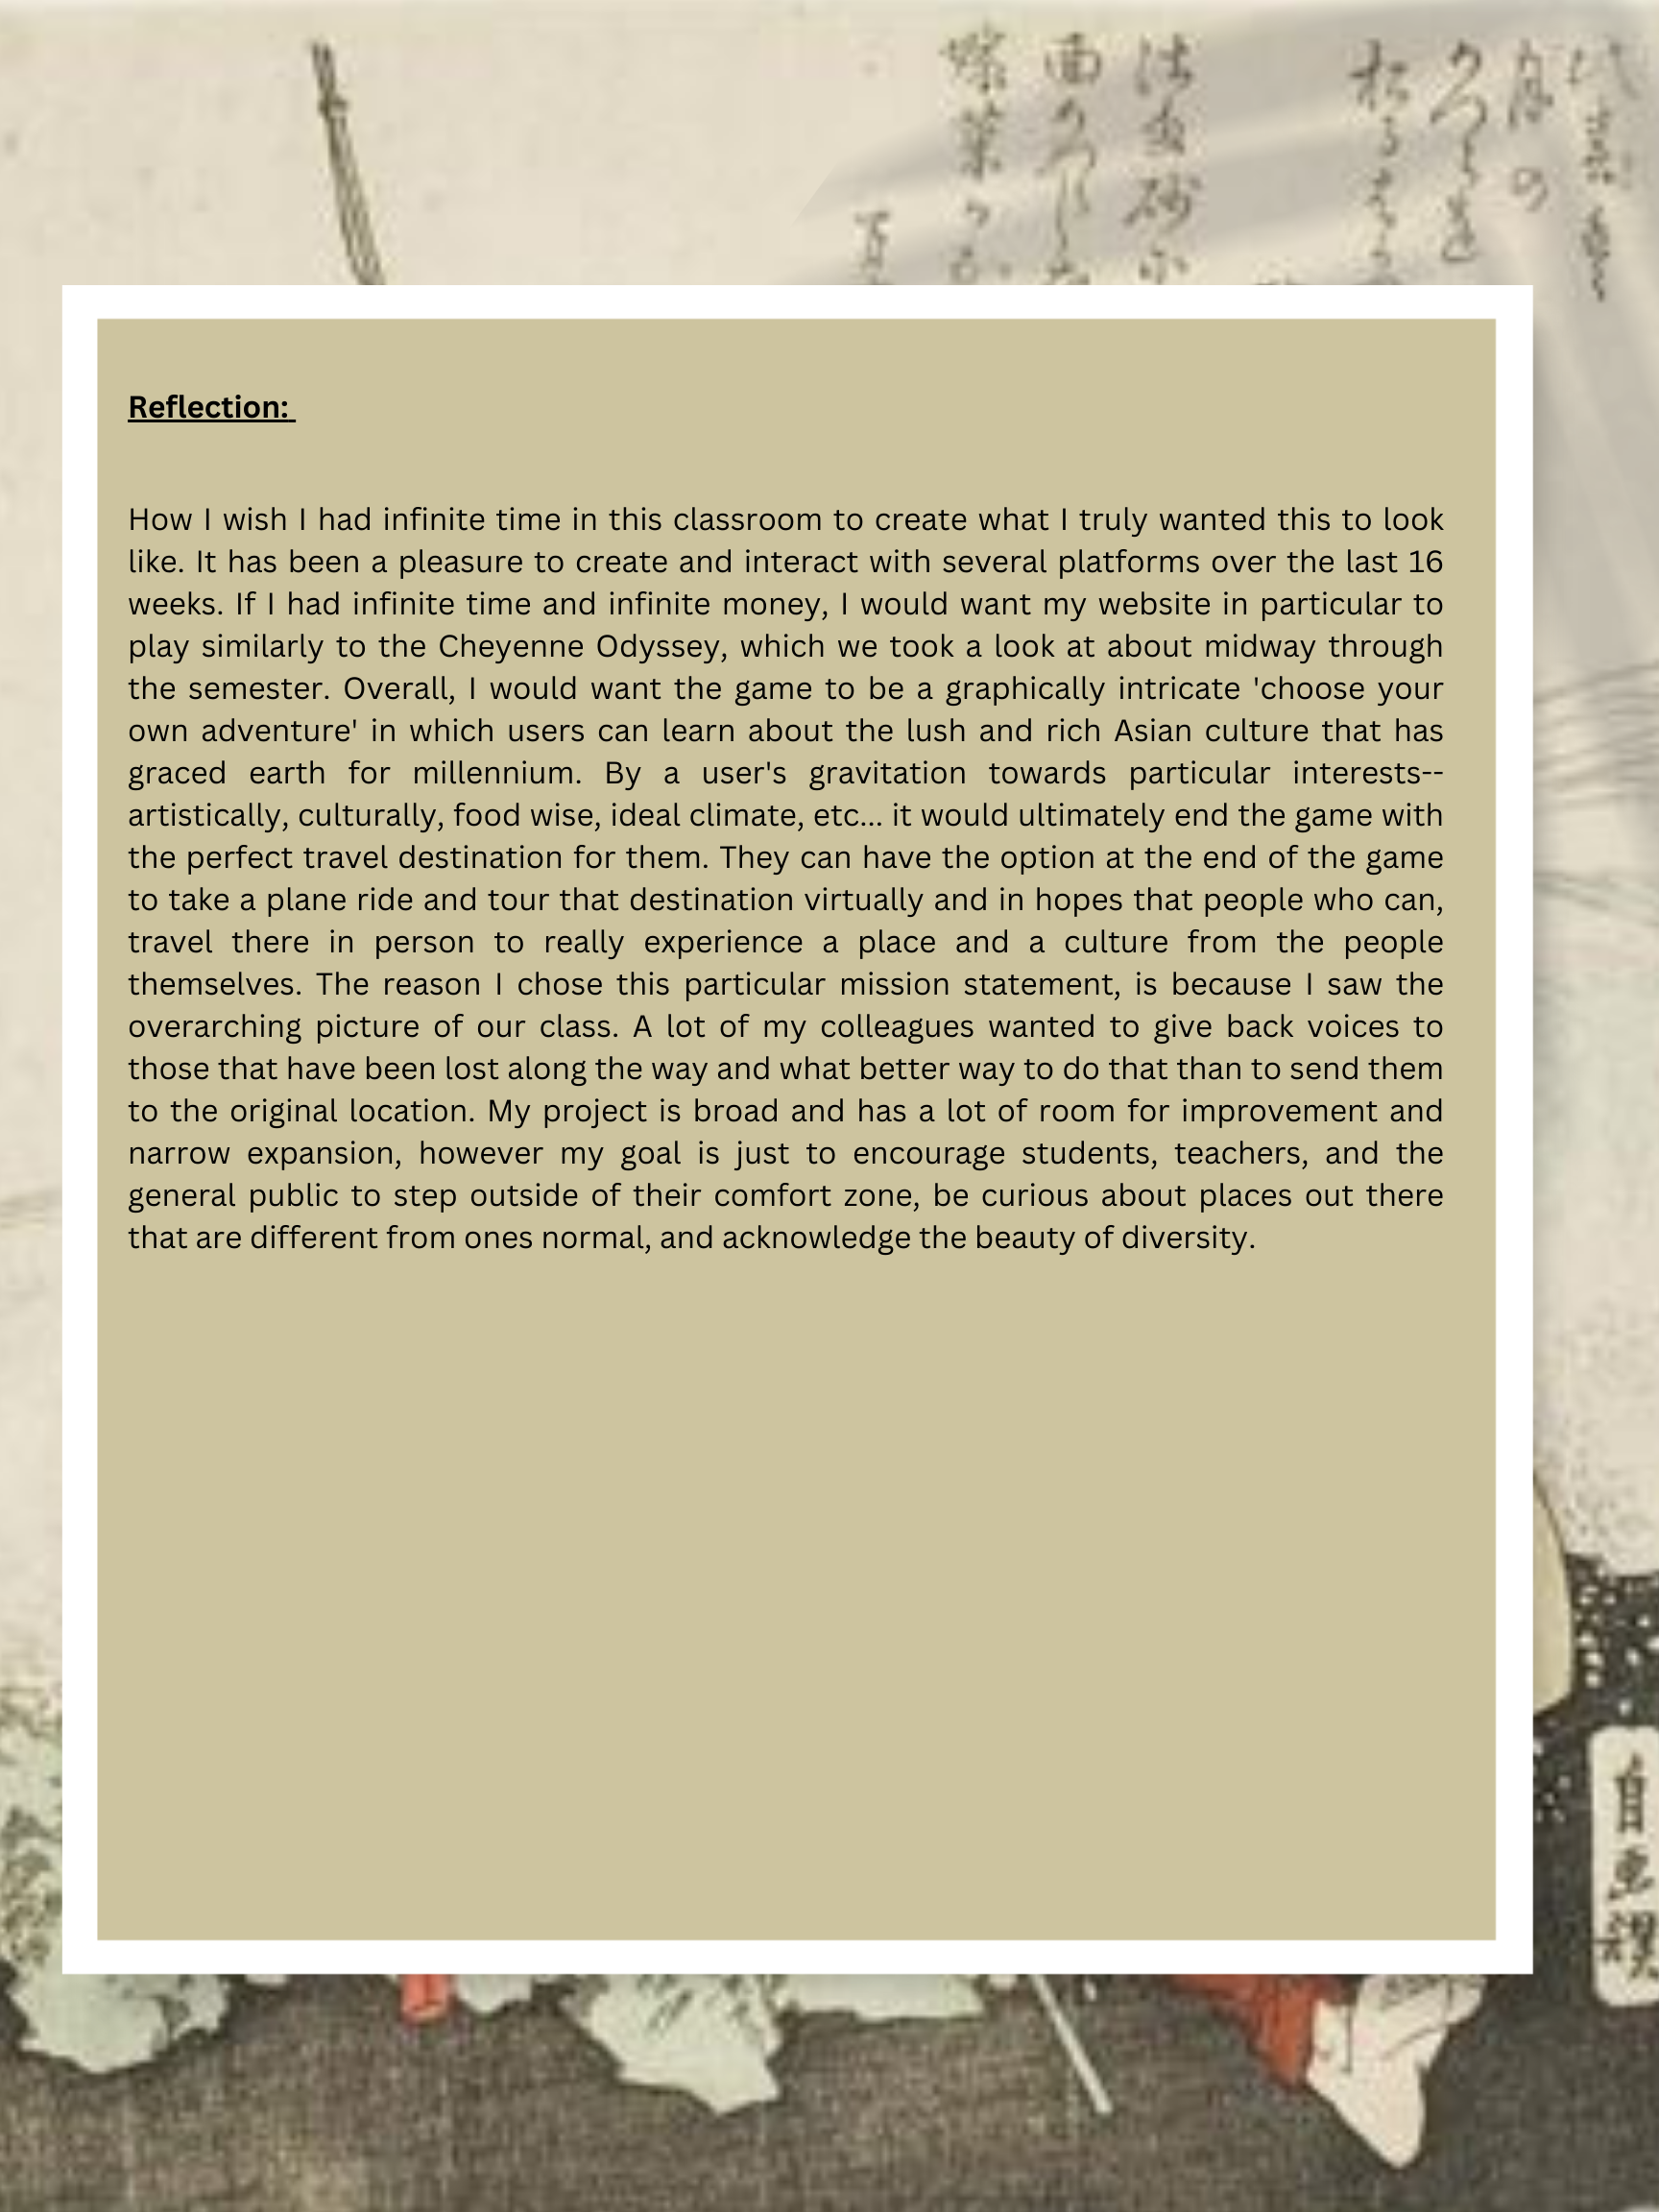 Reflection:
How I wish I had infinite time in this classroom to create what I truly wanted this to look
like. It has been a pleasure to create and interact with several platforms over the last 16
weeks. If I had infinite time and infinite money, I would want my website in particular to
play similarly to the Cheyenne Odyssey, which we took a look at about midway through
the semester. Overall, I would want the game to be a graphically intricate 'choose your
own adventure' in which users can learn about the lush and rich Asian culture that has
graced earth for millennium. By a user's gravitation towards particular interests--
artistically, culturally, food wise, ideal climate, etc... it would ultimately end the game with
the perfect travel destination for them. They can have the option at the end of the game
to take a plane ride and tour that destination virtually and in hopes that people who can,
travel there in person to really experience a place and a culture from the people
themselves. The reason I chose this particular mission statement, is because I saw the
overarching picture of our class. A lot of my colleagues wanted to give back voices to
those that have been lost along the way and what better way to do that than to send them
to the original location. My project is broad and has a lot of room for improvement and
narrow expansion, however my goal is just to encourage students, teachers, and the
general public to step outside of their comfort zone, be curious about places out there
that are different from ones normal, and acknowledge the beauty of diversity.